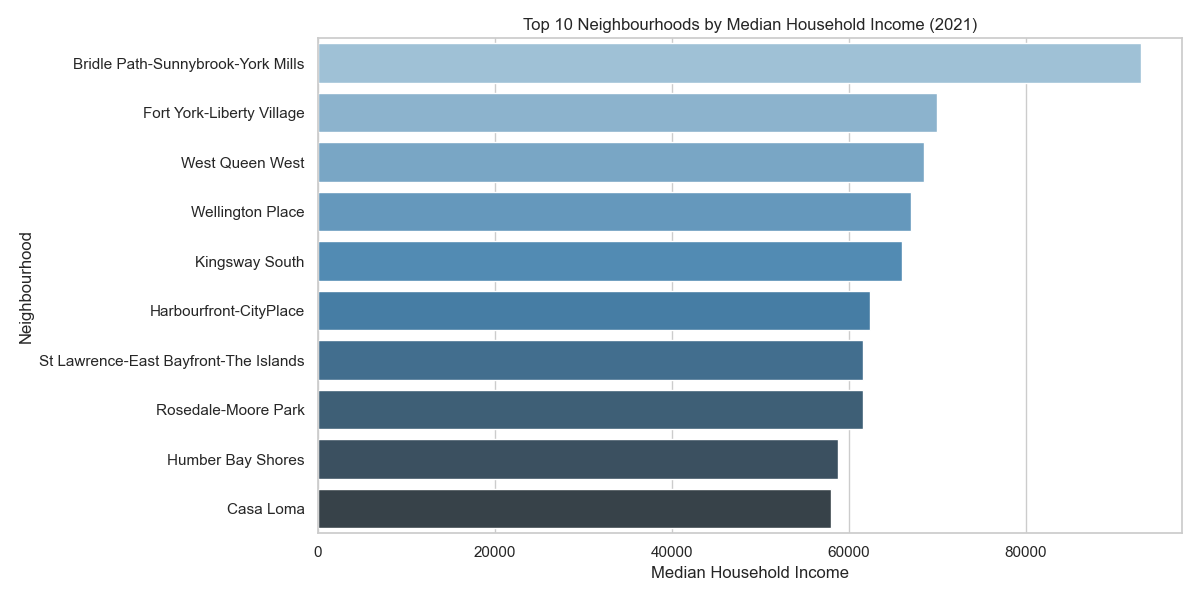 Top 10 Neighbourhoods by Median Household Income (2021)
Neighbourhood
Bridle Path-Sunnybrook-York Mills
Fort York-Liberty Village
West Queen West
Wellington Place
Kingsway South
Harbourfront-CityPlace
St Lawrence-East Bayfront-The Islands
Rosedale-Moore Park
Humber Bay Shores
Casa Loma
0 20000 40000 60000 80000
Median Household Income